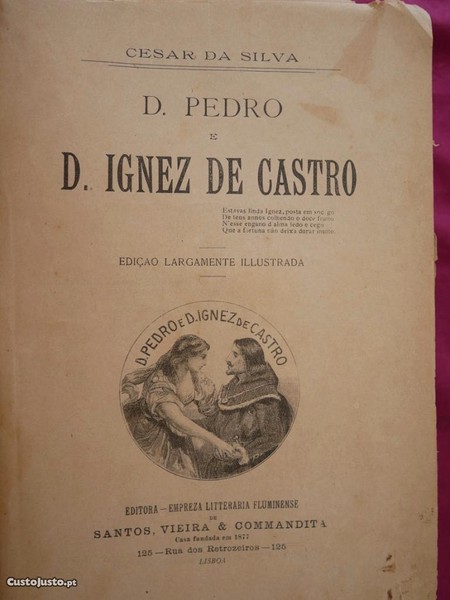 CESAR DA SILVA
D. PEDRO
E
D. IGNEZ DE CASTRO
Estavas linda Ignez, posta em socego
De teus annos colhendo o doce fructo
N'esse engano d'alma ledo e cego
Que a fortuna não deixa durar muito.
EDIÇAO LARGAMENTE ILLUSTRADA
D. PEDRO E D. IGNEZ DE CASTRO
EDITORA — EMPREZA LITTERARIA FLUMINENSE
DE
SANTOS, VIEIRA & COMMANDITA
Casa fundada em 1877
125 — Rua dos Retrozeiros — 125
LISBOA
CustoJusto.pt